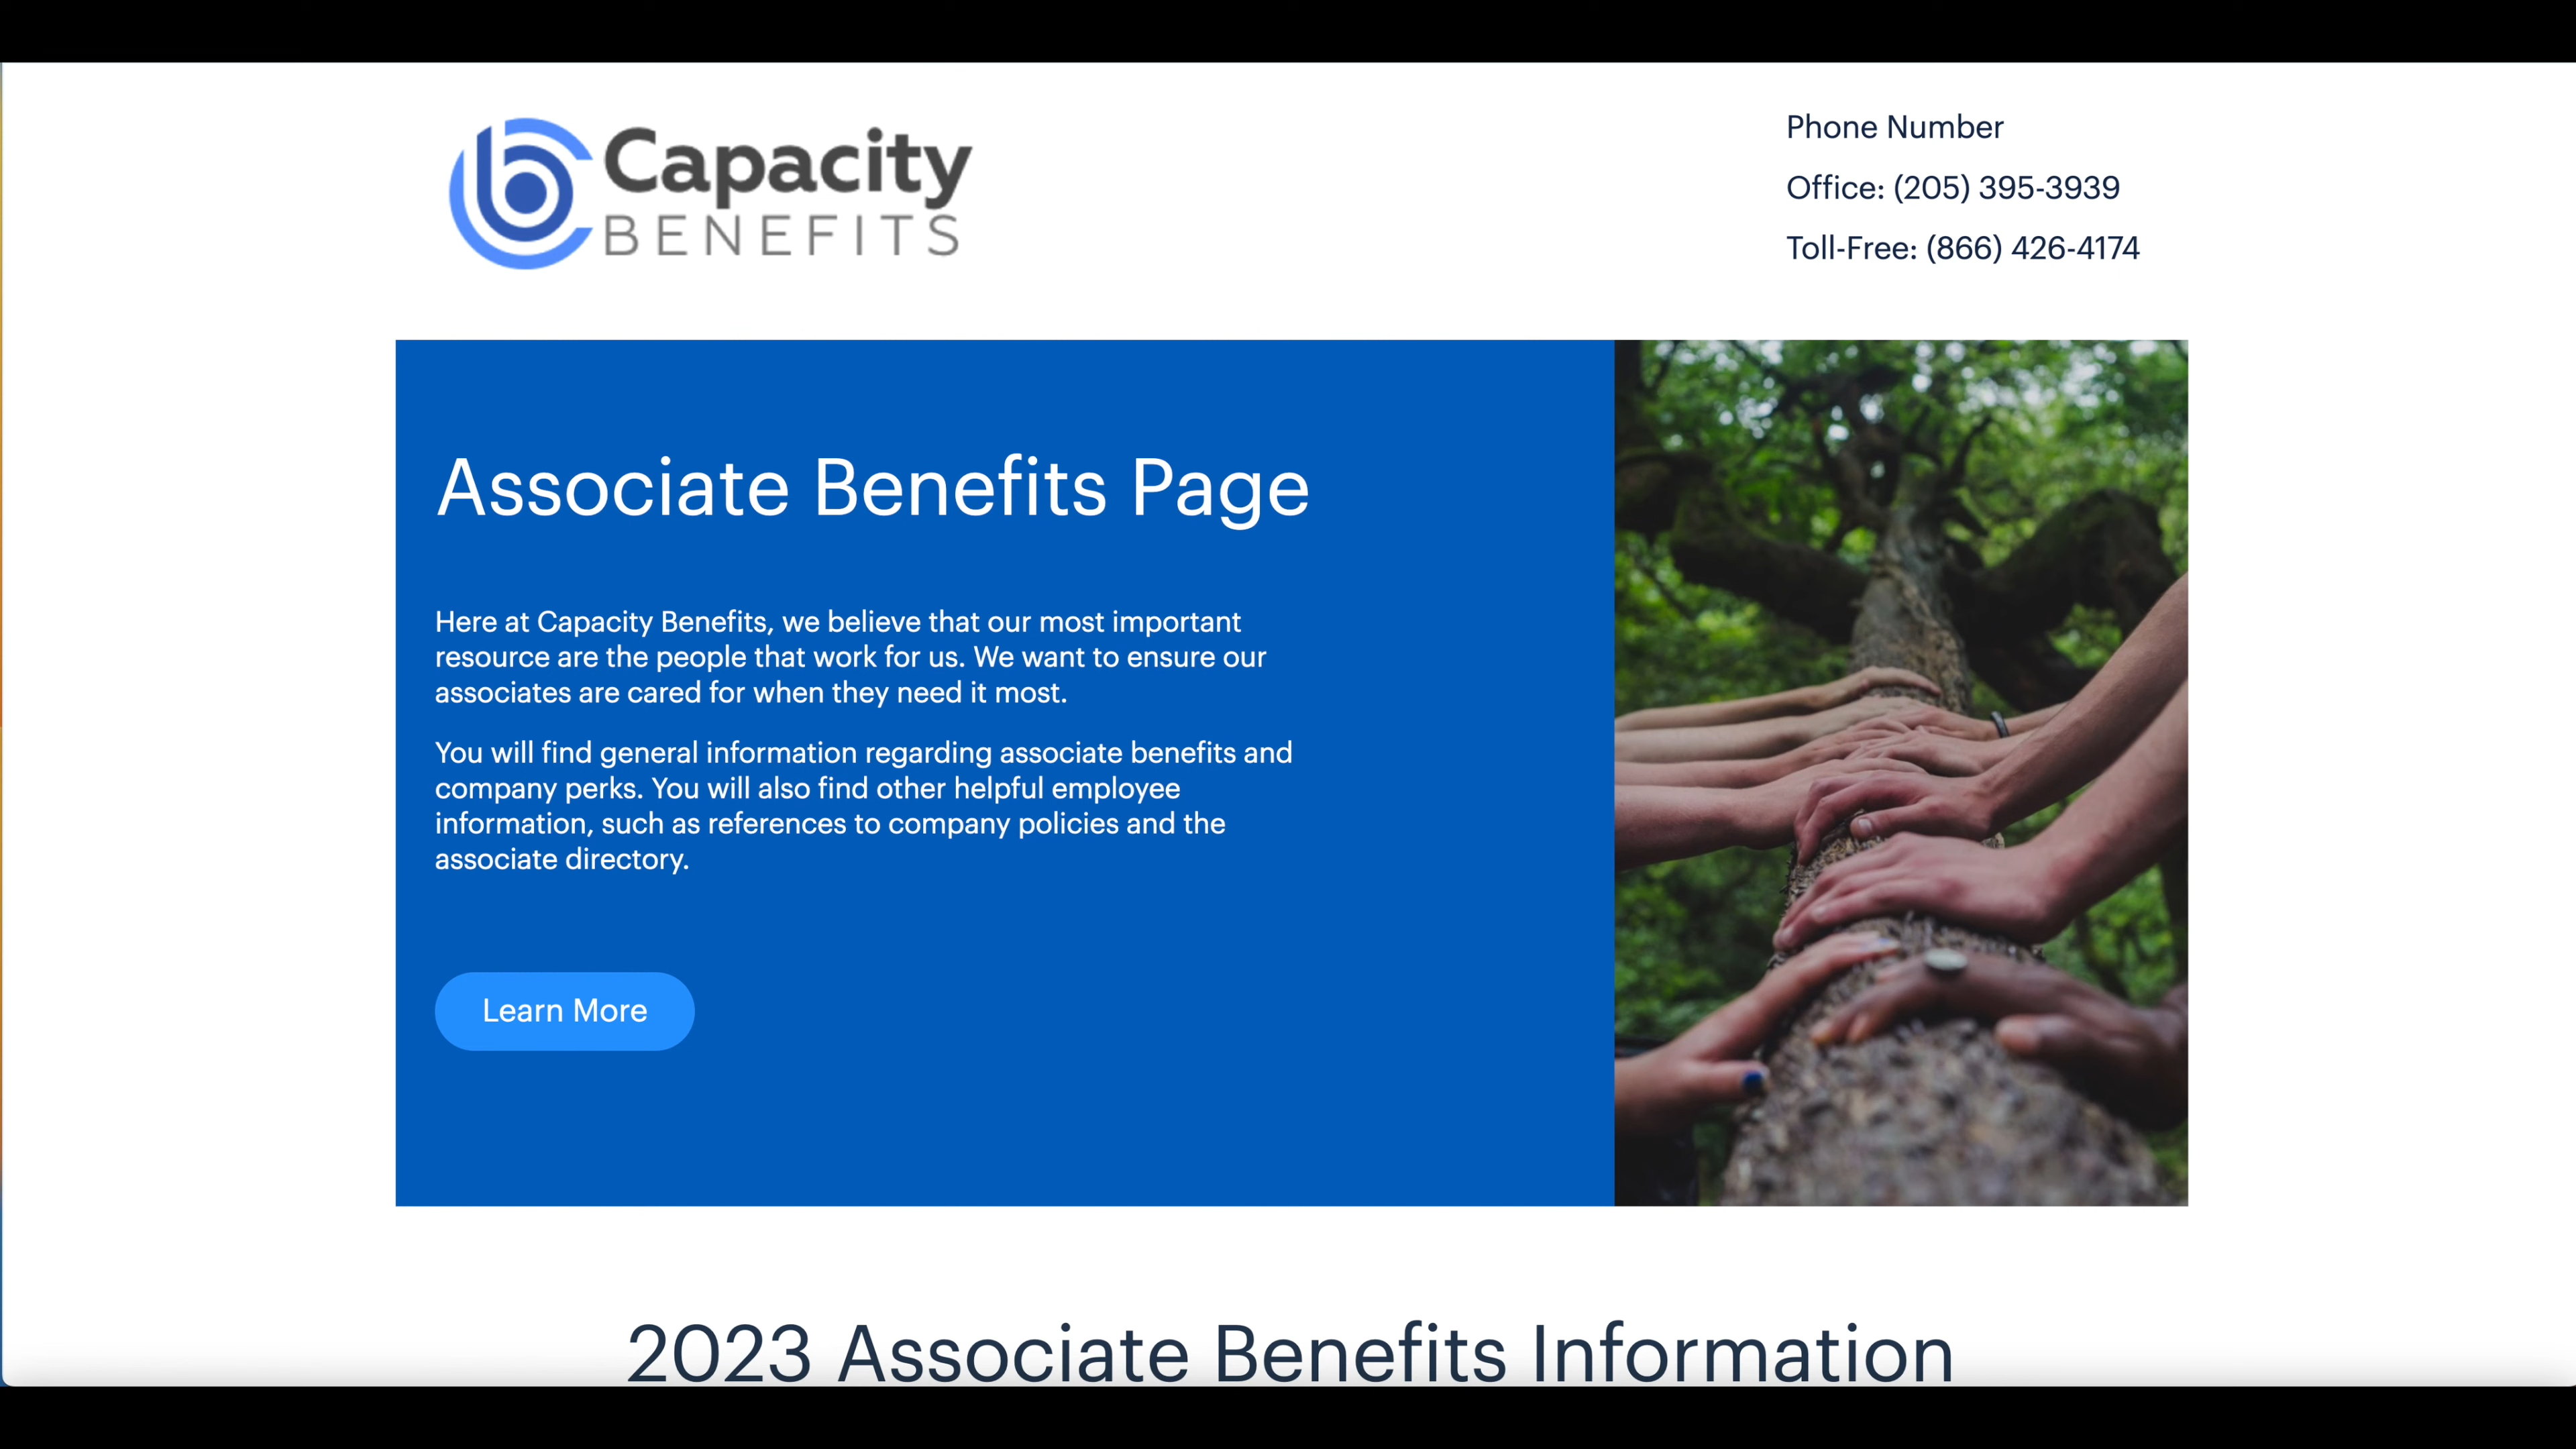 Capacity
BENEFITS
Phone Number
Office: (205) 395-3939
Toll-Free: (866) 426-4174
Associate Benefits Page
Here at Capacity Benefits, we believe that our most important
resource are the people that work for us. We want to ensure our
associates are cared for when they need it most.
You will find general information regarding associate benefits and
company perks. You will also find other helpful employee
information, such as references to company policies and the
associate directory.
Learn More
2023 Associate Benefits Information